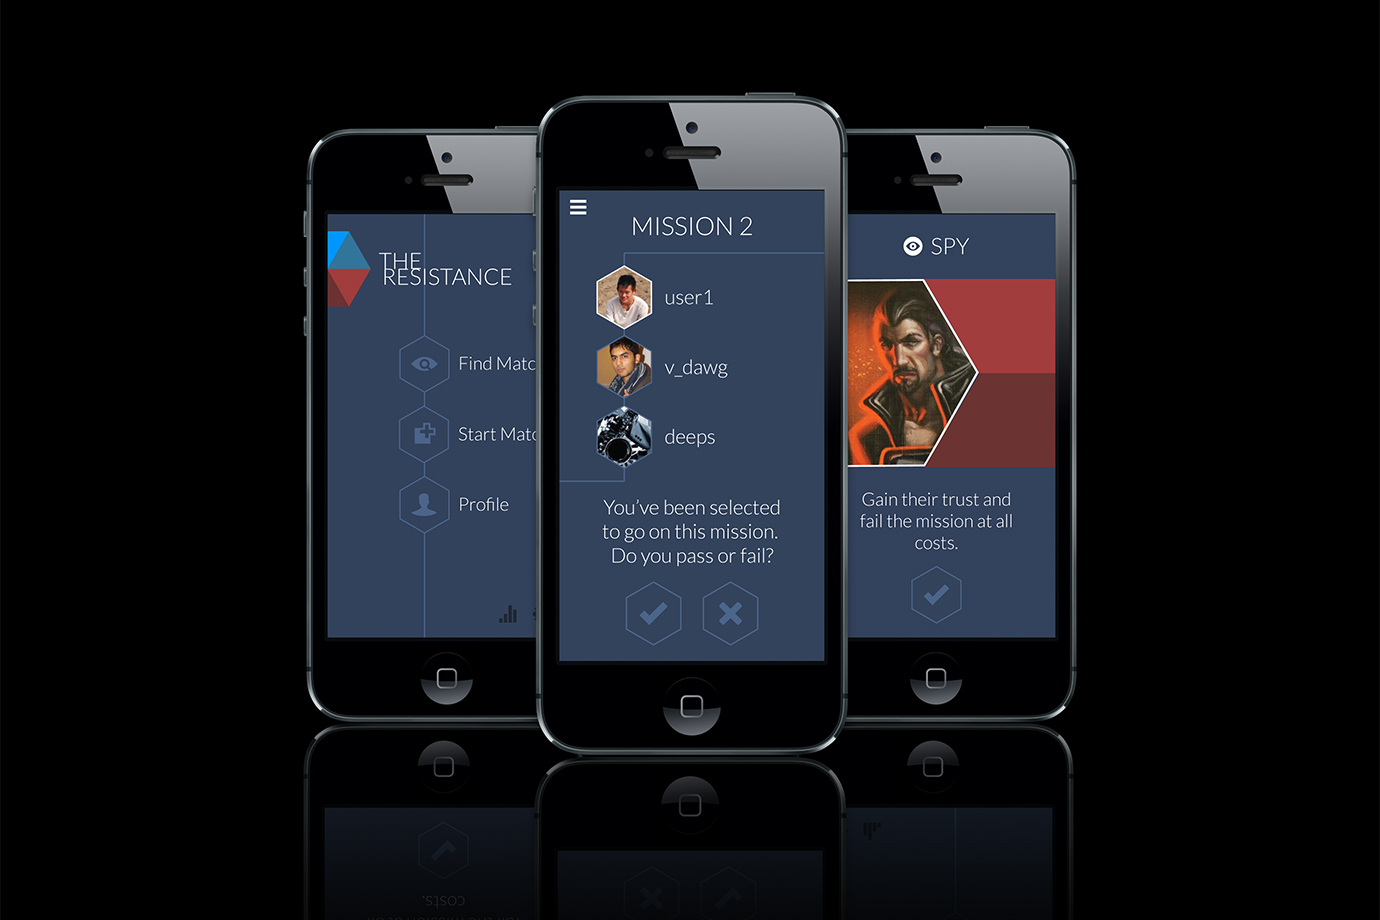 THE
RESISTANCE
Find Matc
Start Matc
Profile
MISSION 2
user1
v_dawg
deeps
You've been selected
to go on this mission.
Do you pass or fail?
SPY
Gain their trust and
fail the mission at all
costs.
costs.